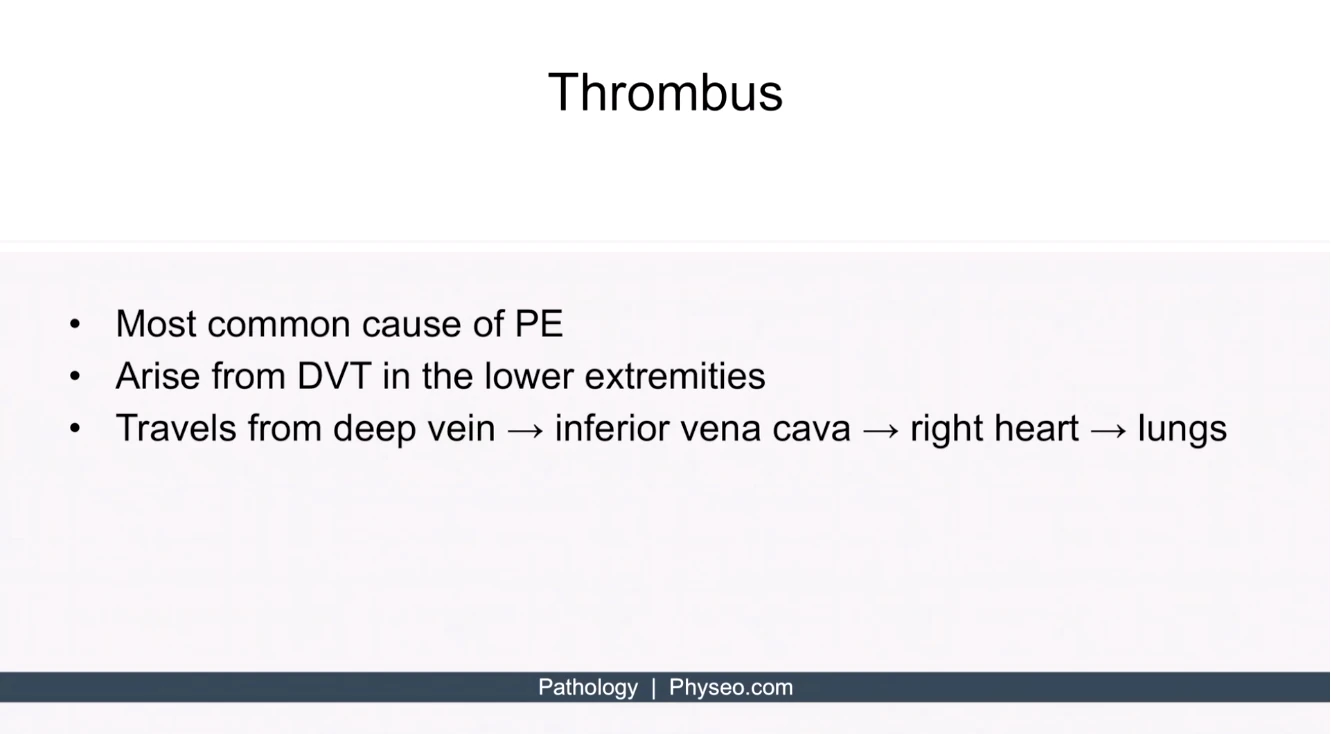 Thrombus
• Most common cause of PE
• Arise from DVT in the lower extremities
• Travels from deep vein → inferior vena cava → right heart → lungs
Pathology | Physeo.com